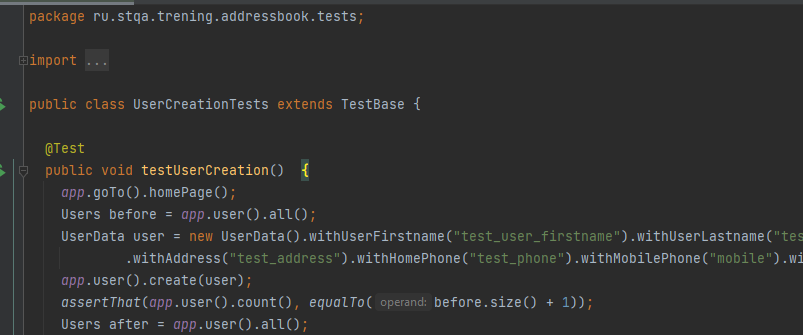 package ru.stqa.trening.addressbook.tests;
import ...
public class UserCreationTests extends TestBase {
@Test
public void testUserCreation() {
app.goTo().homePage();
Users before = app.user().all();
UserData user = new UserData().withUserFirstname("test_user_firstname").withUserLastname("tes
.withAddress("test_address").withHomePhone("test_phone").withMobilePhone("mobile").wi
app.user().create(user);
assertThat(app.user().count(), equalTo( operand: before.size() + 1));
Users after = app.user().all();